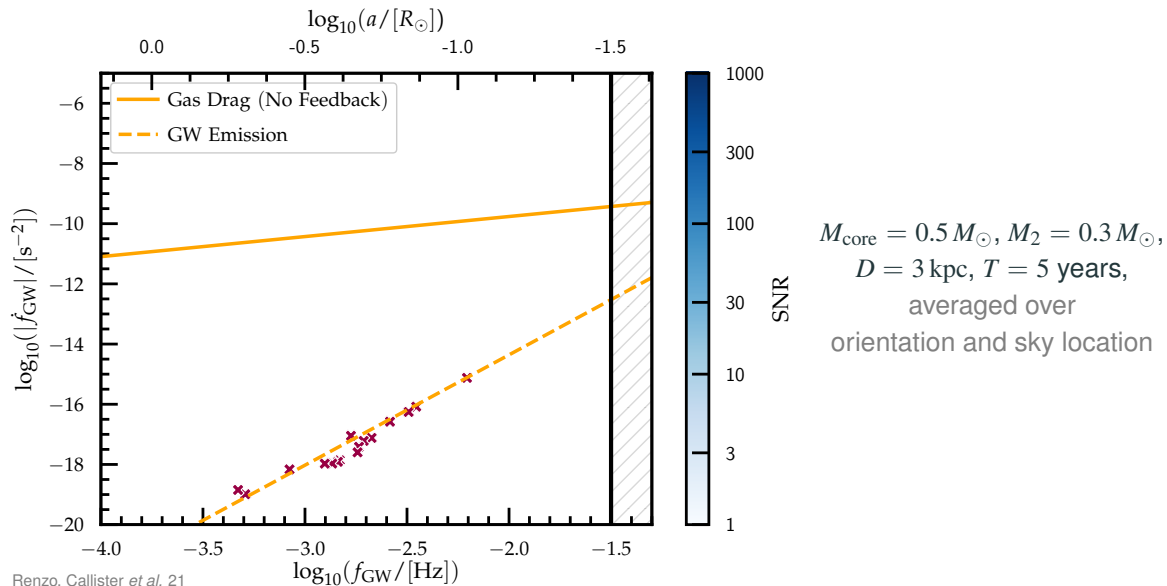 log₁₀(a/[R⊙])
0.0 -0.5 -1.0 -1.5
Gas Drag (No Feedback)
GW Emission
log₁₀(|ḟ_GW|/[s⁻²])
−6
−8
−10
−12
−14
−16
−18
−20
−4.0 −3.5 −3.0 −2.5 −2.0 −1.5
log₁₀(f_GW/[Hz])
1000
300
100
30
10
3
1
SNR
M_core = 0.5 M⊙, M₂ = 0.3 M⊙,
D = 3 kpc, T = 5 years,
averaged over
orientation and sky location
Renzo, Callister et al. 21